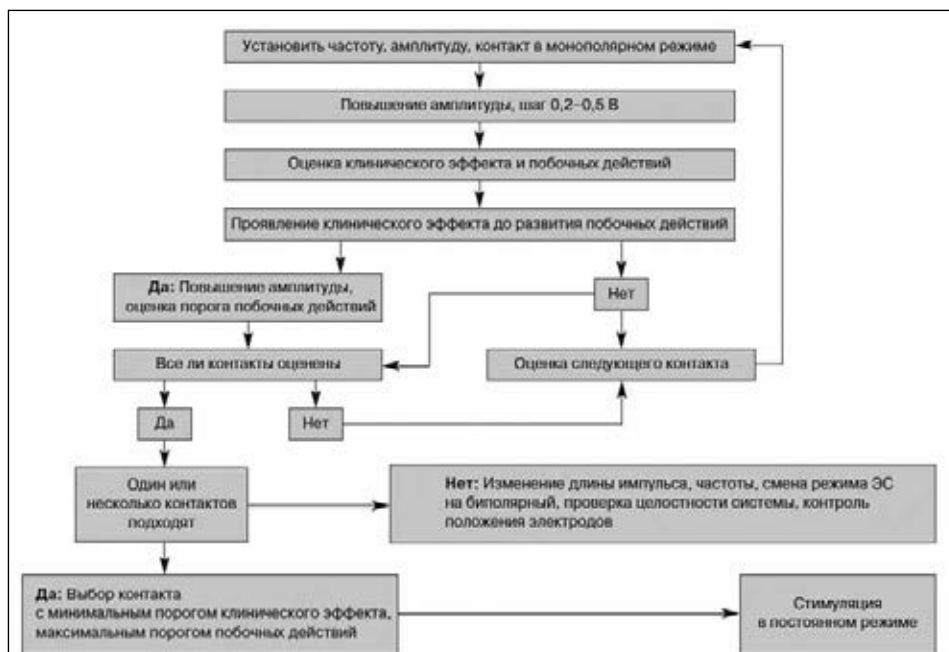 Установить частоту, амплитуду, контакт в монополярном режиме
Повышение амплитуды, шаг 0,2–0,5 В
Оценка клинического эффекта и побочных действий
Проявление клинического эффекта до развития побочных действий
Да: Повышение амплитуды,
оценка порога побочных действий
Нет
Все ли контакты оценены
Оценка следующего контакта
Да
Нет
Один или
несколько контактов
подходят
Нет: Изменение длины импульса, частоты, смена режима ЭС
на биполярный, проверка целостности системы, контроль
положения электродов
Да: Выбор контакта
с минимальным порогом клинического эффекта,
максимальным порогом побочных действий
Стимуляция
в постоянном режиме